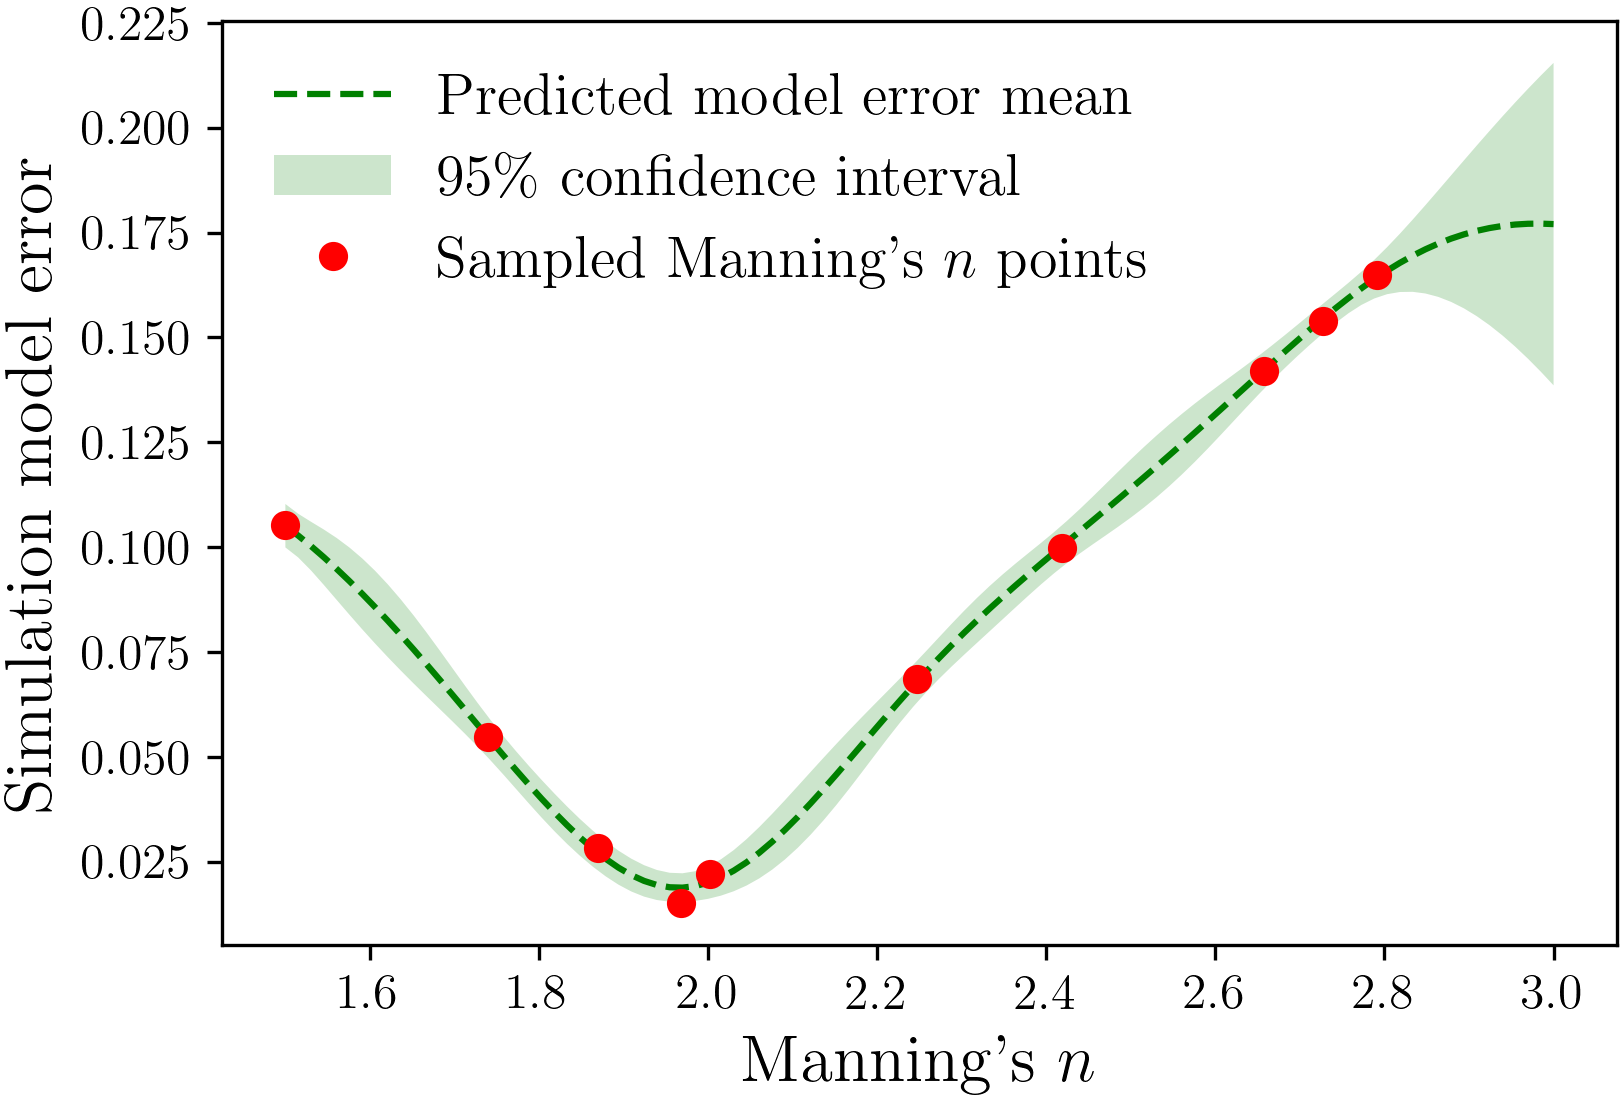 0.225
0.200
0.175
0.150
0.125
0.100
0.075
0.050
0.025
Simulation model error
Predicted model error mean
95% confidence interval
Sampled Manning's n points
1.6 1.8 2.0 2.2 2.4 2.6 2.8 3.0
Manning's n